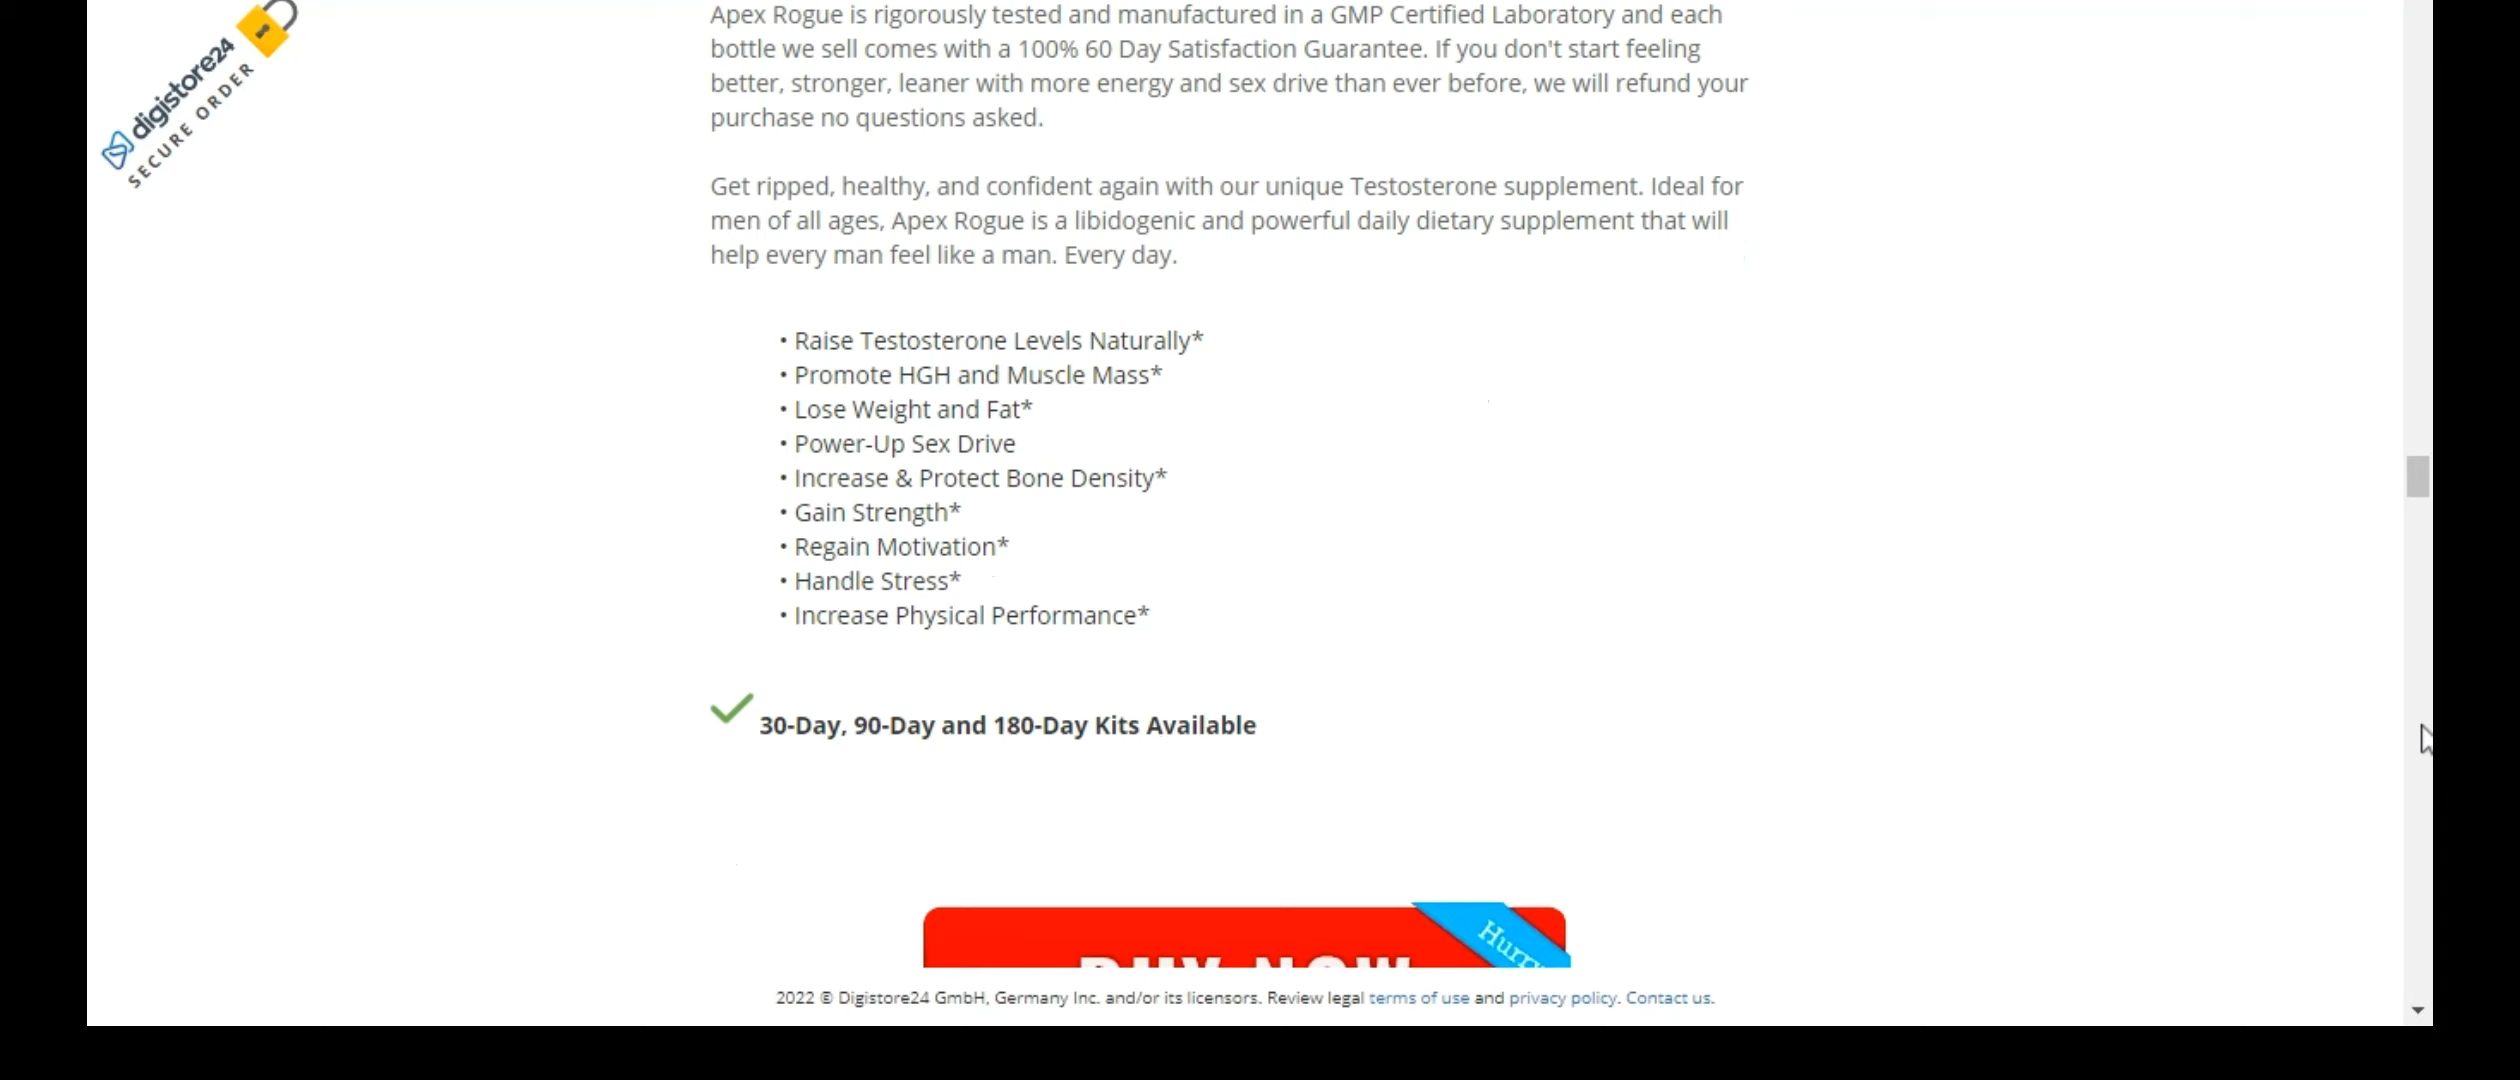 digistore24
SECURE ORDER
Apex Rogue is rigorously tested and manufactured in a GMP Certified Laboratory and each
bottle we sell comes with a 100% 60 Day Satisfaction Guarantee. If you don't start feeling
better, stronger, leaner with more energy and sex drive than ever before, we will refund your
purchase no questions asked.
Get ripped, healthy, and confident again with our unique Testosterone supplement. Ideal for
men of all ages, Apex Rogue is a libidogenic and powerful daily dietary supplement that will
help every man feel like a man. Every day.
• Raise Testosterone Levels Naturally*
• Promote HGH and Muscle Mass*
• Lose Weight and Fat*
• Power-Up Sex Drive
• Increase & Protect Bone Density*
• Gain Strength*
• Regain Motivation*
• Handle Stress*
• Increase Physical Performance*
30-Day, 90-Day and 180-Day Kits Available
Hurry
BUY NOW
2022 © Digistore24 GmbH, Germany Inc. and/or its licensors. Review legal terms of use and privacy policy. Contact us.